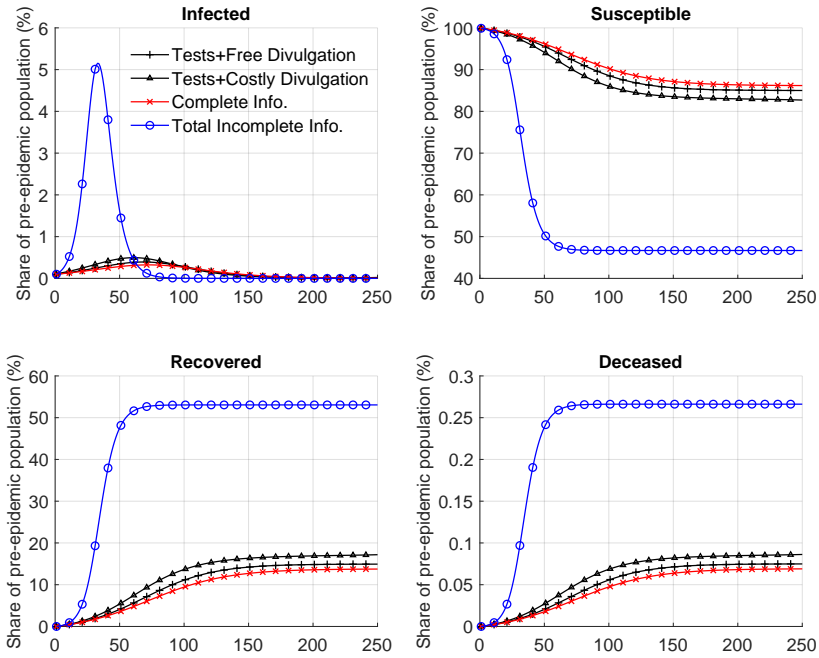 Infected
Share of pre-epidemic population (%)
6
5
4
3
2
1
0
0 50 100 150 200 250
Tests+Free Divulgation
Tests+Costly Divulgation
Complete Info.
Total Incomplete Info.
Susceptible
Share of pre-epidemic population (%)
100
90
80
70
60
50
40
0 50 100 150 200 250
Recovered
Share of pre-epidemic population (%)
60
50
40
30
20
10
0
0 50 100 150 200 250
Deceased
Share of pre-epidemic population (%)
0.3
0.25
0.2
0.15
0.1
0.05
0
0 50 100 150 200 250